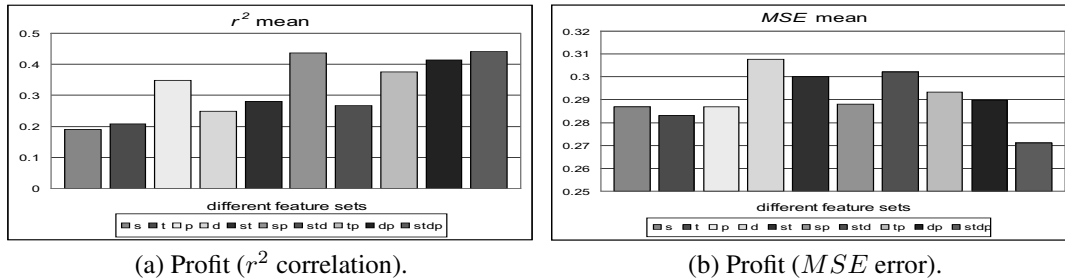 r² mean
0.5
0.4
0.3
0.2
0.1
0
different feature sets
s t p d st sp std tp dp stdp
(a) Profit (r² correlation).
MSE mean
0.32
0.31
0.3
0.29
0.28
0.27
0.26
0.25
different feature sets
s t p d st sp std tp dp stdp
(b) Profit (MSE error).